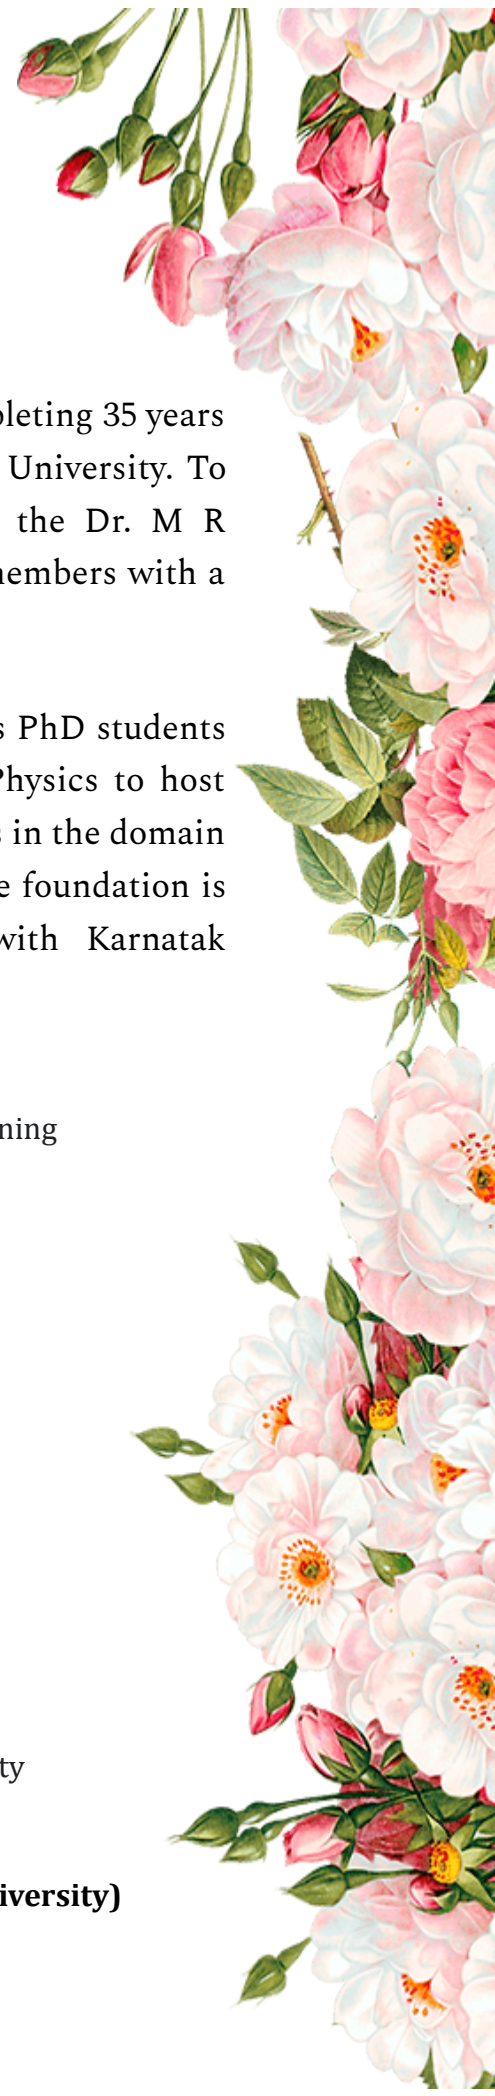 pleting 35 years
University. To
the Dr. M R
members with a
s PhD students
Physics to host
s in the domain
e foundation is
with Karnatak
ning
ty
iversity)